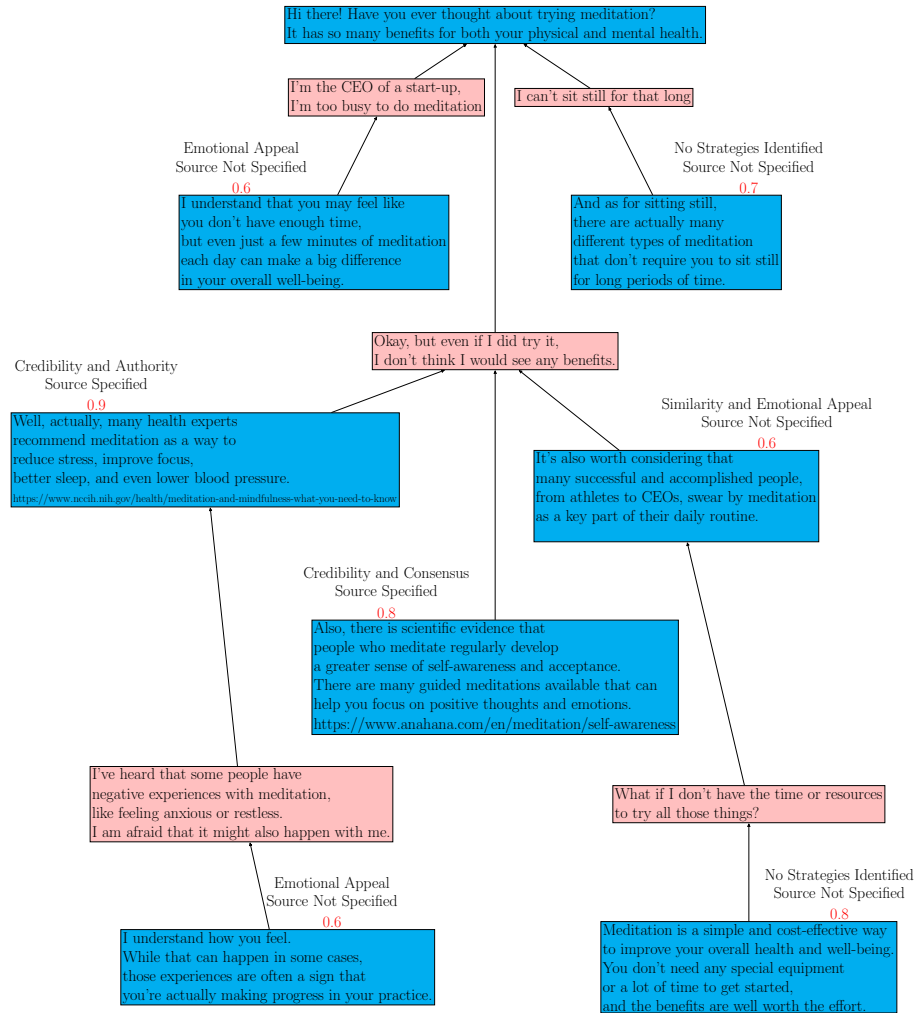 Hi there! Have you ever thought about trying meditation?
It has so many benefits for both your physical and mental health.
I'm the CEO of a start-up,
I'm too busy to do meditation
I can't sit still for that long
Emotional Appeal
Source Not Specified
0.6
I understand that you may feel like
you don't have enough time,
but even just a few minutes of meditation
each day can make a big difference
in your overall well-being.
No Strategies Identified
Source Not Specified
0.7
And as for sitting still,
there are actually many
different types of meditation
that don't require you to sit still
for long periods of time.
Okay, but even if I did try it,
I don't think I would see any benefits.
Credibility and Authority
Source Specified
0.9
Well, actually, many health experts
recommend meditation as a way to
reduce stress, improve focus,
better sleep, and even lower blood pressure.
https://www.nccih.nih.gov/health/meditation-and-mindfulness-what-you-need-to-know
Similarity and Emotional Appeal
Source Not Specified
0.6
It's also worth considering that
many successful and accomplished people,
from athletes to CEOs, swear by meditation
as a key part of their daily routine.
Credibility and Consensus
Source Specified
0.8
Also, there is scientific evidence that
people who meditate regularly develop
a greater sense of self-awareness and acceptance.
There are many guided meditations available that can
help you focus on positive thoughts and emotions.
https://www.anahana.com/en/meditation/self-awareness
I've heard that some people have
negative experiences with meditation,
like feeling anxious or restless.
I am afraid that it might also happen with me.
What if I don't have the time or resources
to try all those things?
Emotional Appeal
Source Not Specified
0.6
I understand how you feel.
While that can happen in some cases,
those experiences are often a sign that
you're actually making progress in your practice.
No Strategies Identified
Source Not Specified
0.8
Meditation is a simple and cost-effective way
to improve your overall health and well-being.
You don't need any special equipment
or a lot of time to get started,
and the benefits are well worth the effort.